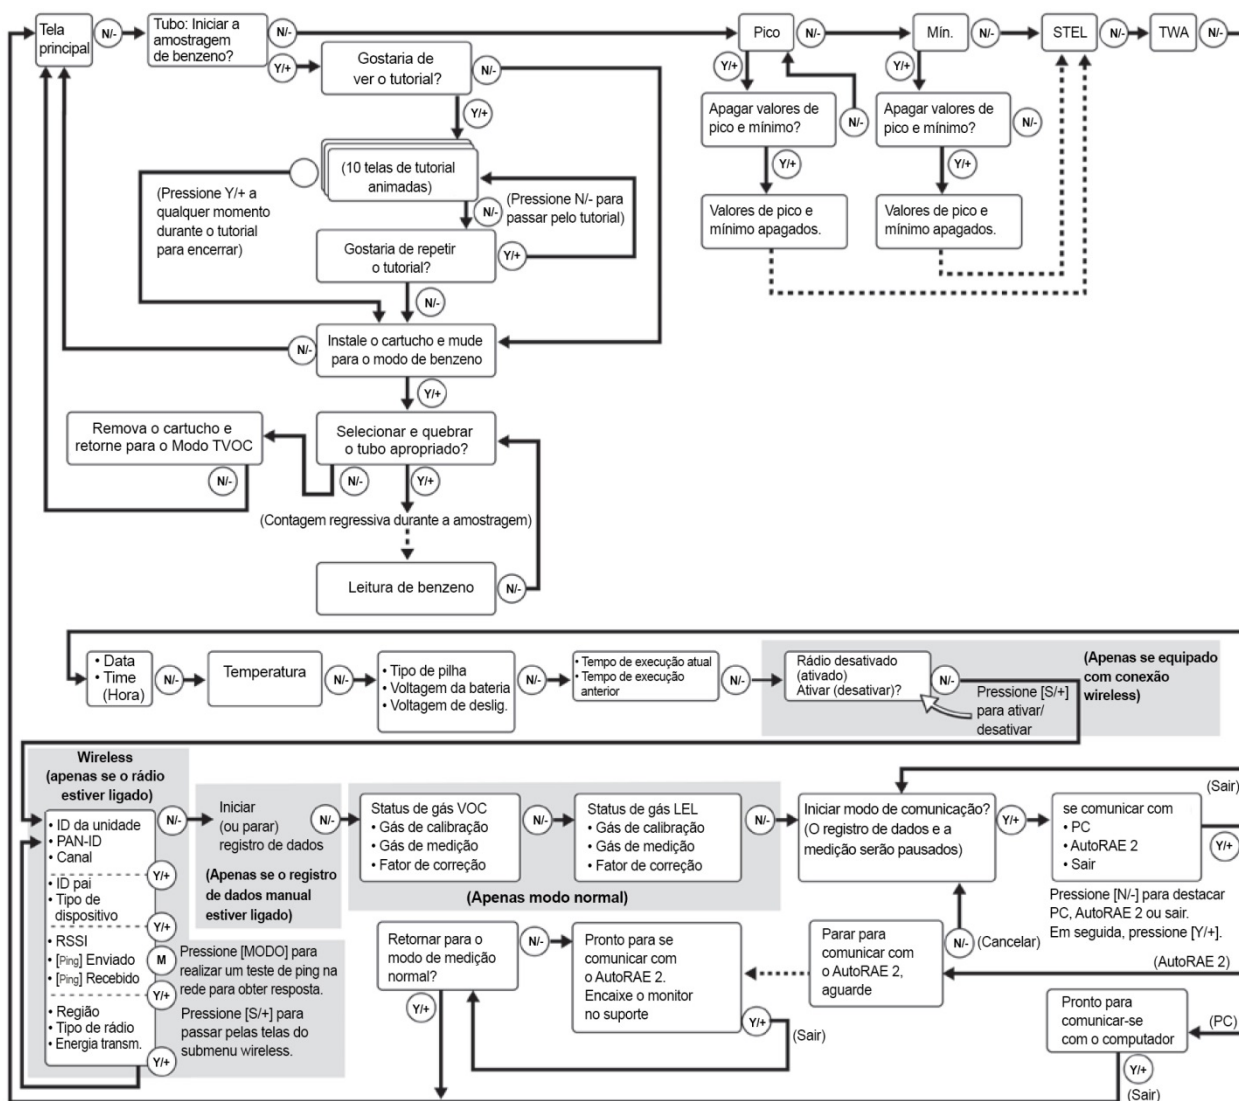 Tela
principal
N/-
Tubo: Iniciar a
amostragem
de benzeno?
N/-
Y/+
Gostaria de
ver o tutorial?
N/-
Y/+
(10 telas de tutorial
animadas)
N/-
(Pressione Y/+ a
qualquer momento
durante o tutorial
para encerrar)
(Pressione N/- para
passar pelo tutorial)
Gostaria de repetir
o tutorial?
Y/+
N/-
Instale o cartucho e mude
para o modo de benzeno
N/-
Y/+
Remova o cartucho e
retorne para o Modo TVOC
N/-
Selecionar e quebrar
o tubo apropriado?
N/-
Y/+
(Contagem regressiva durante a amostragem)
Leitura de benzeno
N/-
Pico
N/-
Y/+
Apagar valores de
pico e mínimo?
N/-
Y/+
Valores de pico e
mínimo apagados.
Mín.
N/-
Y/+
Apagar valores de
pico e mínimo?
N/-
Y/+
Valores de pico e
mínimo apagados.
STEL
N/-
TWA
N/-
• Data
• Time
(Hora)
N/-
Temperatura
N/-
• Tipo de pilha
• Voltagem da bateria
• Voltagem de deslig.
N/-
• Tempo de execução atual
• Tempo de execução
anterior
N/-
Rádio desativado
(ativado)
Ativar (desativar)?
N/-
Pressione [S/+]
para ativar/
desativar
(Apenas se equipado
com conexão
wireless)
Wireless
(apenas se o rádio
estiver ligado)
• ID da unidade
• PAN-ID
• Canal
N/-
Y/+
• ID pai
• Tipo de
dispositivo
Y/+
• RSSI
• [Ping] Enviado
• [Ping] Recebido
M
Y/+
Pressione [MODO] para
realizar um teste de ping na
rede para obter resposta.
• Região
• Tipo de rádio
• Energia transm.
Y/+
Pressione [S/+] para
passar pelas telas do
submenu wireless.
Iniciar
(ou parar)
registro de dados
N/-
(Apenas se o registro
de dados manual
estiver ligado)
Status de gás VOC
• Gás de calibração
• Gás de medição
• Fator de correção
N/-
Status de gás LEL
• Gás de calibração
• Gás de medição
• Fator de correção
N/-
(Apenas modo normal)
Iniciar modo de comunicação?
(O registro de dados e a
medição serão pausados)
Y/+
(Sair)
se comunicar com
• PC
• AutoRAE 2
• Sair
Y/+
Pressione [N/-] para destacar
PC, AutoRAE 2 ou sair.
Em seguida, pressione [Y/+].
(AutoRAE 2)
Retornar para o
modo de medição
normal?
N/-
Y/+
Pronto para se
comunicar com
o AutoRAE 2.
Encaixe o monitor
no suporte
Y/+
(Sair)
Parar para
comunicar com
o AutoRAE 2,
aguarde
N/-
(Cancelar)
Pronto para
comunicar-se
com o computador
(PC)
Y/+
(Sair)